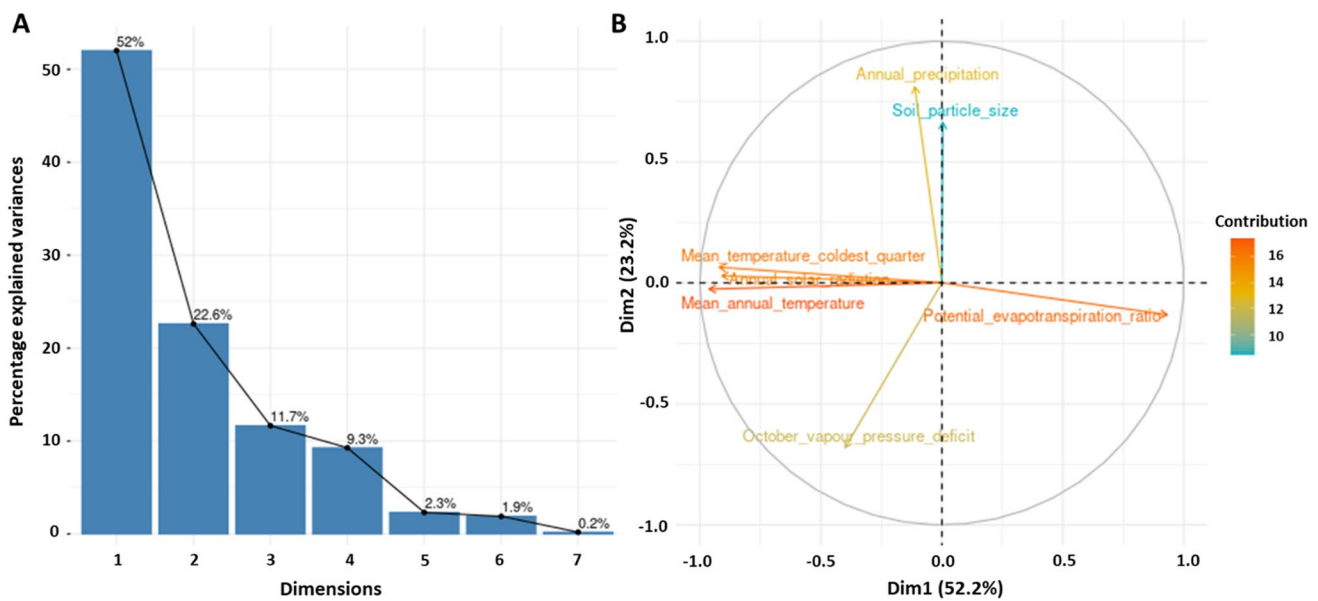 A
Percentage explained variances
50
40
30
20
10
0
52%
22.6%
11.7%
9.3%
2.3%
1.9%
0.2%
1 2 3 4 5 6 7
Dimensions
B
Dim2 (23.2%)
1.0
0.5
0.0
-0.5
-1.0
Annual_precipitation
Soil_particle_size
Mean_temperature_coldest_quarter
Annual_solar_radiation
Mean_annual_temperature
Potential_evapotranspiration_ratio
October_vapour_pressure_deficit
-1.0 -0.5 0.0 0.5 1.0
Dim1 (52.2%)
Contribution
16
14
12
10